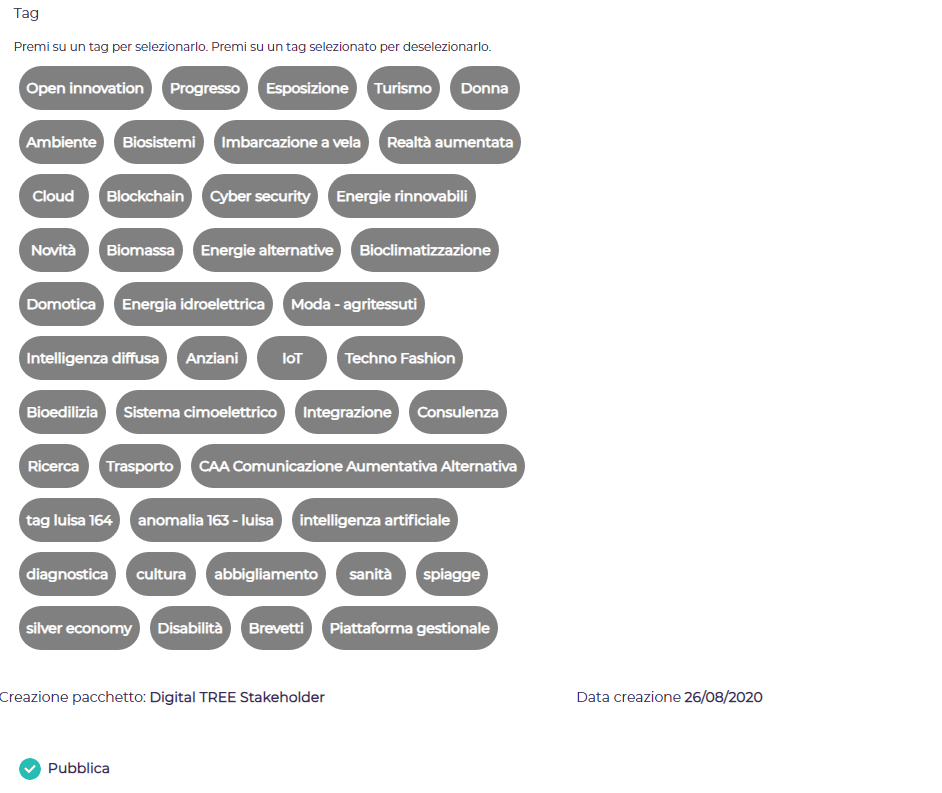 Tag
Premi su un tag per selezionarlo. Premi su un tag selezionato per deselezionarlo.
Open innovation Progresso Esposizione Turismo Donna
Ambiente Biosistemi Imbarcazione a vela Realtà aumentata
Cloud Blockchain Cyber security Energie rinnovabili
Novità Biomassa Energie alternative Bioclimatizzazione
Domotica Energia idroelettrica Moda - agritessuti
Intelligenza diffusa Anziani IoT Techno Fashion
Bioedilizia Sistema cimoelettrico Integrazione Consulenza
Ricerca Trasporto CAA Comunicazione Aumentativa Alternativa
tag luisa 164 anomalia 163 - luisa intelligenza artificiale
diagnostica cultura abbigliamento sanità spiagge
silver economy Disabilità Brevetti Piattaforma gestionale
Creazione pacchetto: Digital TREE Stakeholder Data creazione 26/08/2020
Pubblica